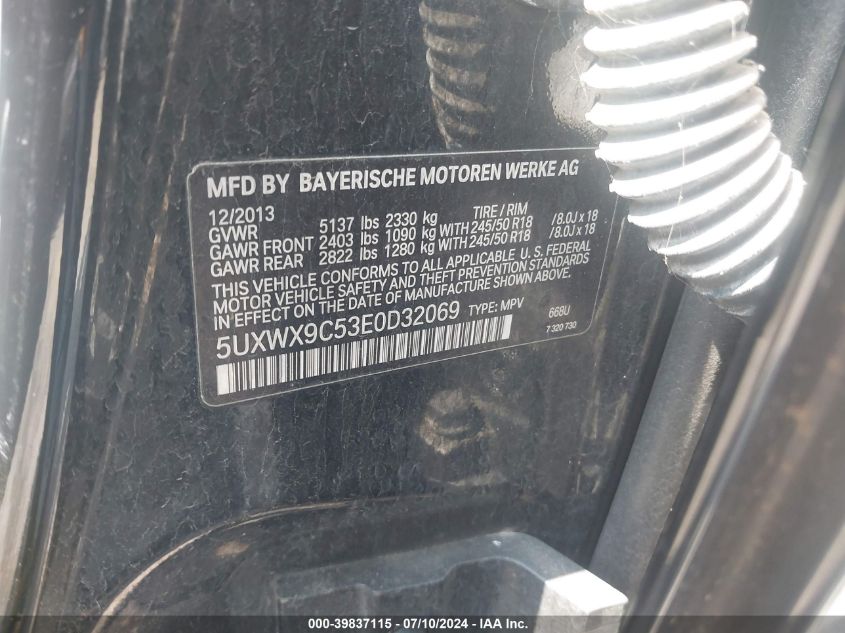 MFD BY BAYERISCHE MOTOREN WERKE AG
12/2013 TIRE / RIM
GVWR 5137 lbs 2330 kg
GAWR FRONT 2403 lbs 1090 kg WITH 245/50 R18 /8.0J x 18
GAWR REAR 2822 lbs 1280 kg WITH 245/50 R18 /8.0J x 18
THIS VEHICLE CONFORMS TO ALL APPLICABLE U.S. FEDERAL
MOTOR VEHICLE SAFETY AND THEFT PREVENTION STANDARDS
IN EFFECT ON THE DATE OF MANUFACTURE SHOWN ABOVE.
5UXWX9C53E0D32069 TYPE: MPV 668U
7 320 730
000-39837115 - 07/10/2024 - © IAA Inc.